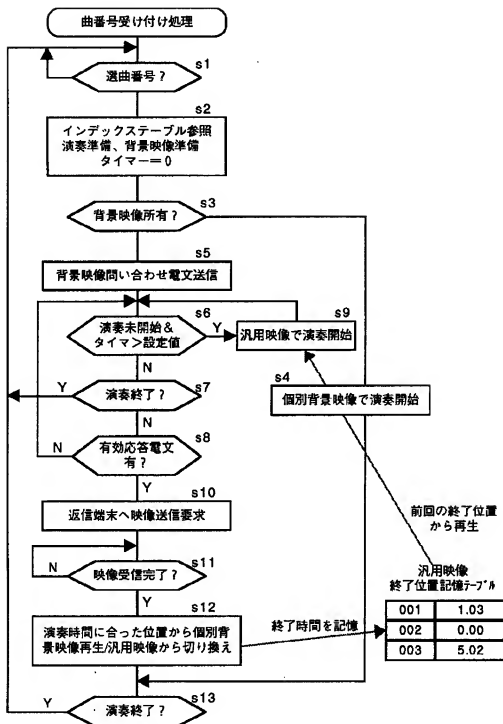 曲番号受け付け処理
s1
選曲番号？
s2
インデックステーブル参照
演奏準備、背景映像準備
タイマー＝０
s3
背景映像所有？
s5
背景映像問い合わせ電文送信
s6
演奏未開始＆
タイマ＞設定値
Y
N
s9
汎用映像で演奏開始
s4
個別背景映像で演奏開始
s7
Y
演奏終了？
N
s8
N
有効応答電文
有？
Y
s10
返信端末へ映像送信要求
s11
N
映像受信完了？
Y
s12
演奏時間に合った位置から個別背
景映像再生/汎用映像から切り換え
終了時間を記憶
前回の終了位置
から再生
汎用映像
終了位置記憶ﾃｰﾌﾞﾙ
001 1.03
002 0.00
003 5.02
s13
Y
演奏終了？